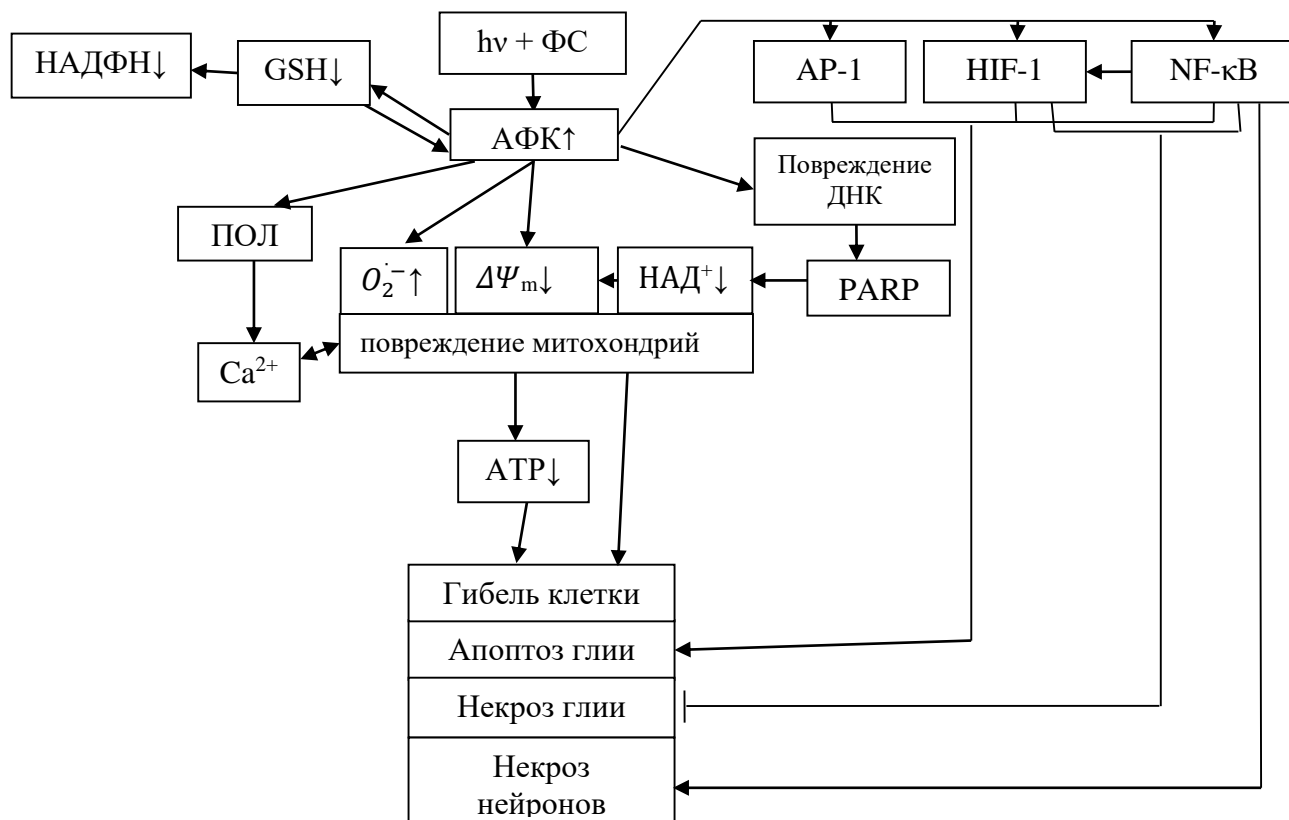 hν + ФС
НАДФН↓
GSH↓
AP-1
HIF-1
NF-κB
АФК↑
Повреждение
ДНК
ПОЛ
O₂˙⁻↑
ΔΨm↓
НАД⁺↓
PARP
повреждение митохондрий
Ca²⁺
АТР↓
Гибель клетки
Апоптоз глии
Некроз глии
Некроз
нейронов